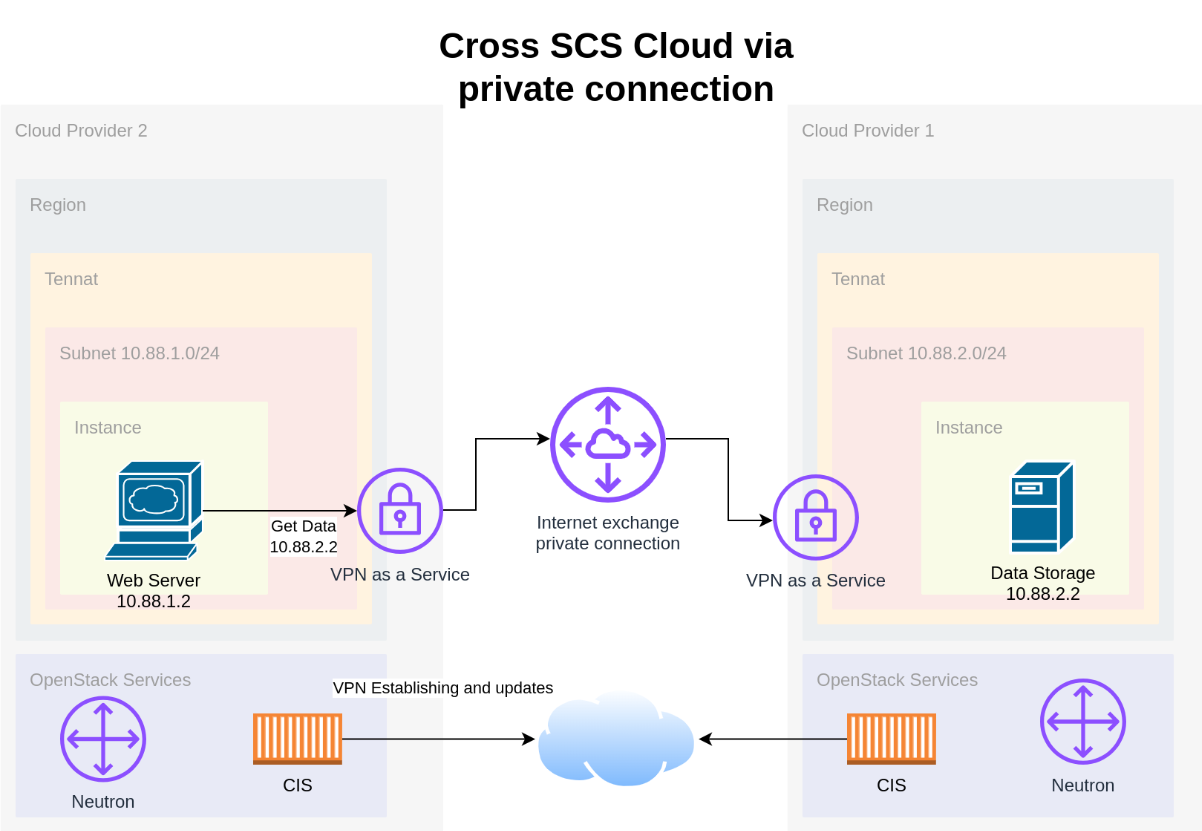 Cross SCS Cloud via
private connection
Cloud Provider 2
Region
Tennat
Subnet 10.88.1.0/24
Instance
Web Server
10.88.1.2
Get Data
10.88.2.2
VPN as a Service
Internet exchange
private connection
Cloud Provider 1
Region
Tennat
Subnet 10.88.2.0/24
Instance
Data Storage
10.88.2.2
VPN as a Service
OpenStack Services
Neutron
CIS
VPN Establishing and updates
OpenStack Services
CIS
Neutron